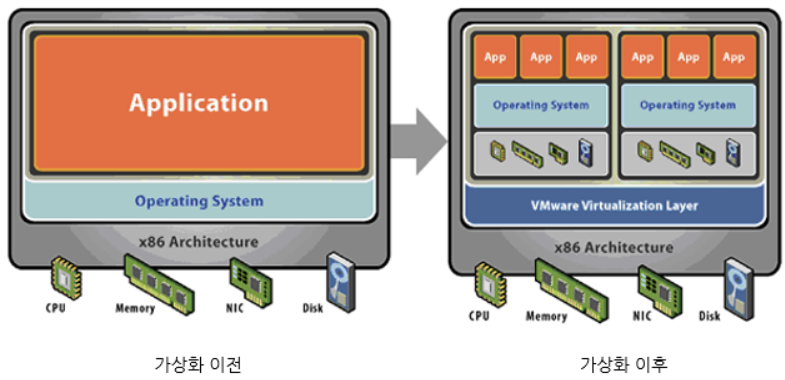 Application
Operating System
x86 Architecture
CPU Memory NIC Disk
가상화 이전
App App App App App App
Operating System Operating System
VMware Virtualization Layer
x86 Architecture
CPU Memory NIC Disk
가상화 이후